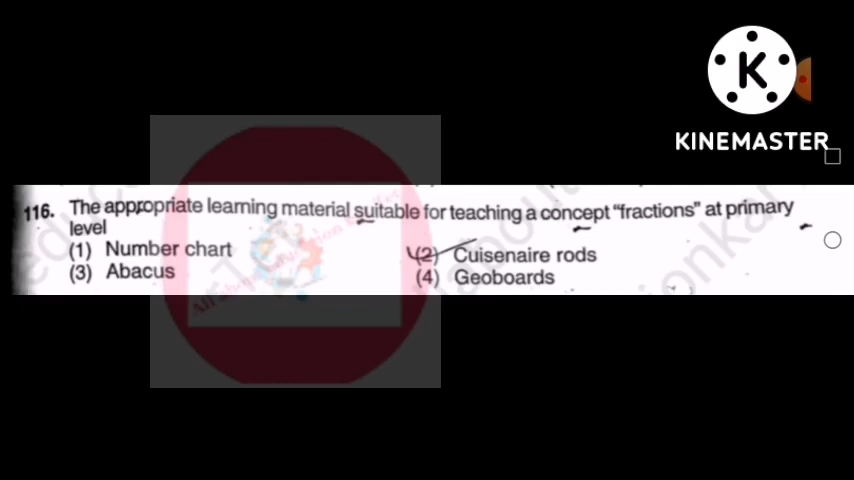 K
KINEMASTER
116. The appropriate learning material suitable for teaching a concept "fractions" at primary
level
(1) Number chart (2) Cuisenaire rods
(3) Abacus (4) Geoboards